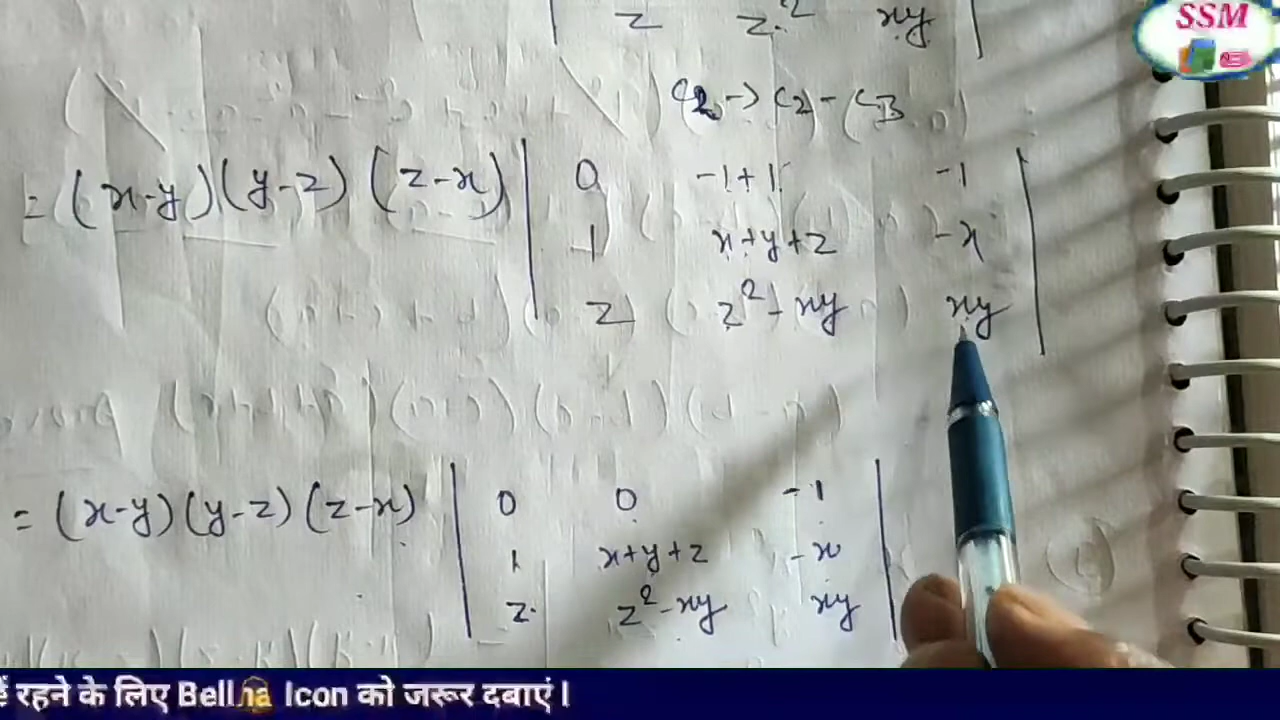 z z² xy
SSM
C2 → C2 - C3
= (x-y)(y-z) (z-x) | 0 -1+1 -1 |
1 x+y+z -x
z z²-xy xy
= (x-y)(y-z)(z-x) | 0 0 -1 |
1 x+y+z -x
z z²-xy xy
रहने के लिए Bell Icon को जरूर दबाएं।